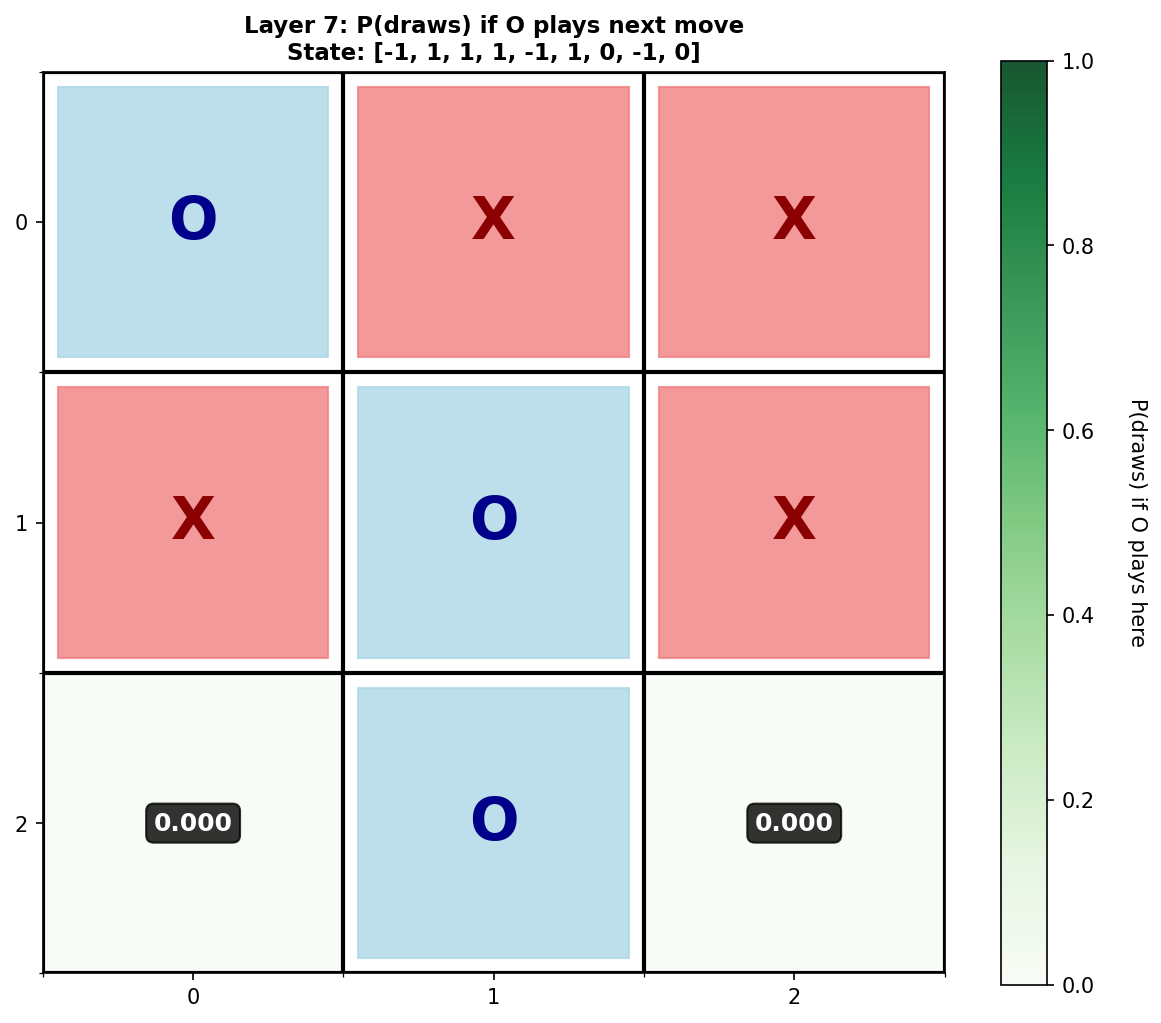 Layer 7: P(draws) if O plays next move
State: [-1, 1, 1, 1, -1, 1, 0, -1, 0]
O X X
X O X
0.000 O 0.000
0
1
2
0 1 2
1.0
0.8
0.6
0.4
0.2
0.0
P(draws) if O plays here